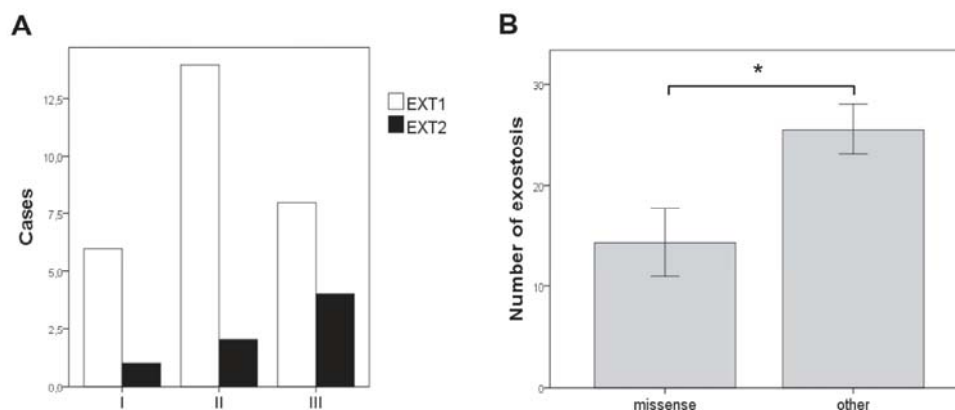 A
Cases
12,5
10,0
7,5
5,0
2,5
0,0
I II III
EXT1
EXT2
B
Number of exostosis
30
20
10
0
*
missense other